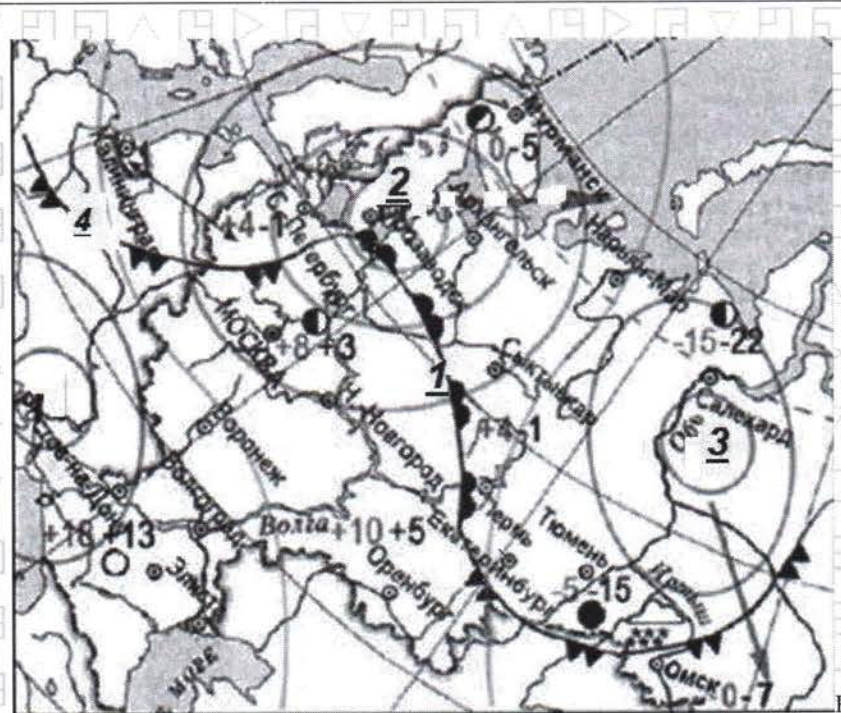 Мурманск
0 -5
Калининград
2
Архангельск
4
С. Петербург
+4 -1
Петрозаводск
Нарьян-Мар
МОСКВА
+8 +3
-15 -22
1
Сыктывкар
Салехард
Обь
3
Н. Новгород
+4 -1
Воронеж
Волгоград
Пермь
Тюмень
+18 +13
Волга
+10 +5
Екатеринбург
Иртыш
Элиста
Оренбург
-5 -15
Омск
0 -7
МОРЕ